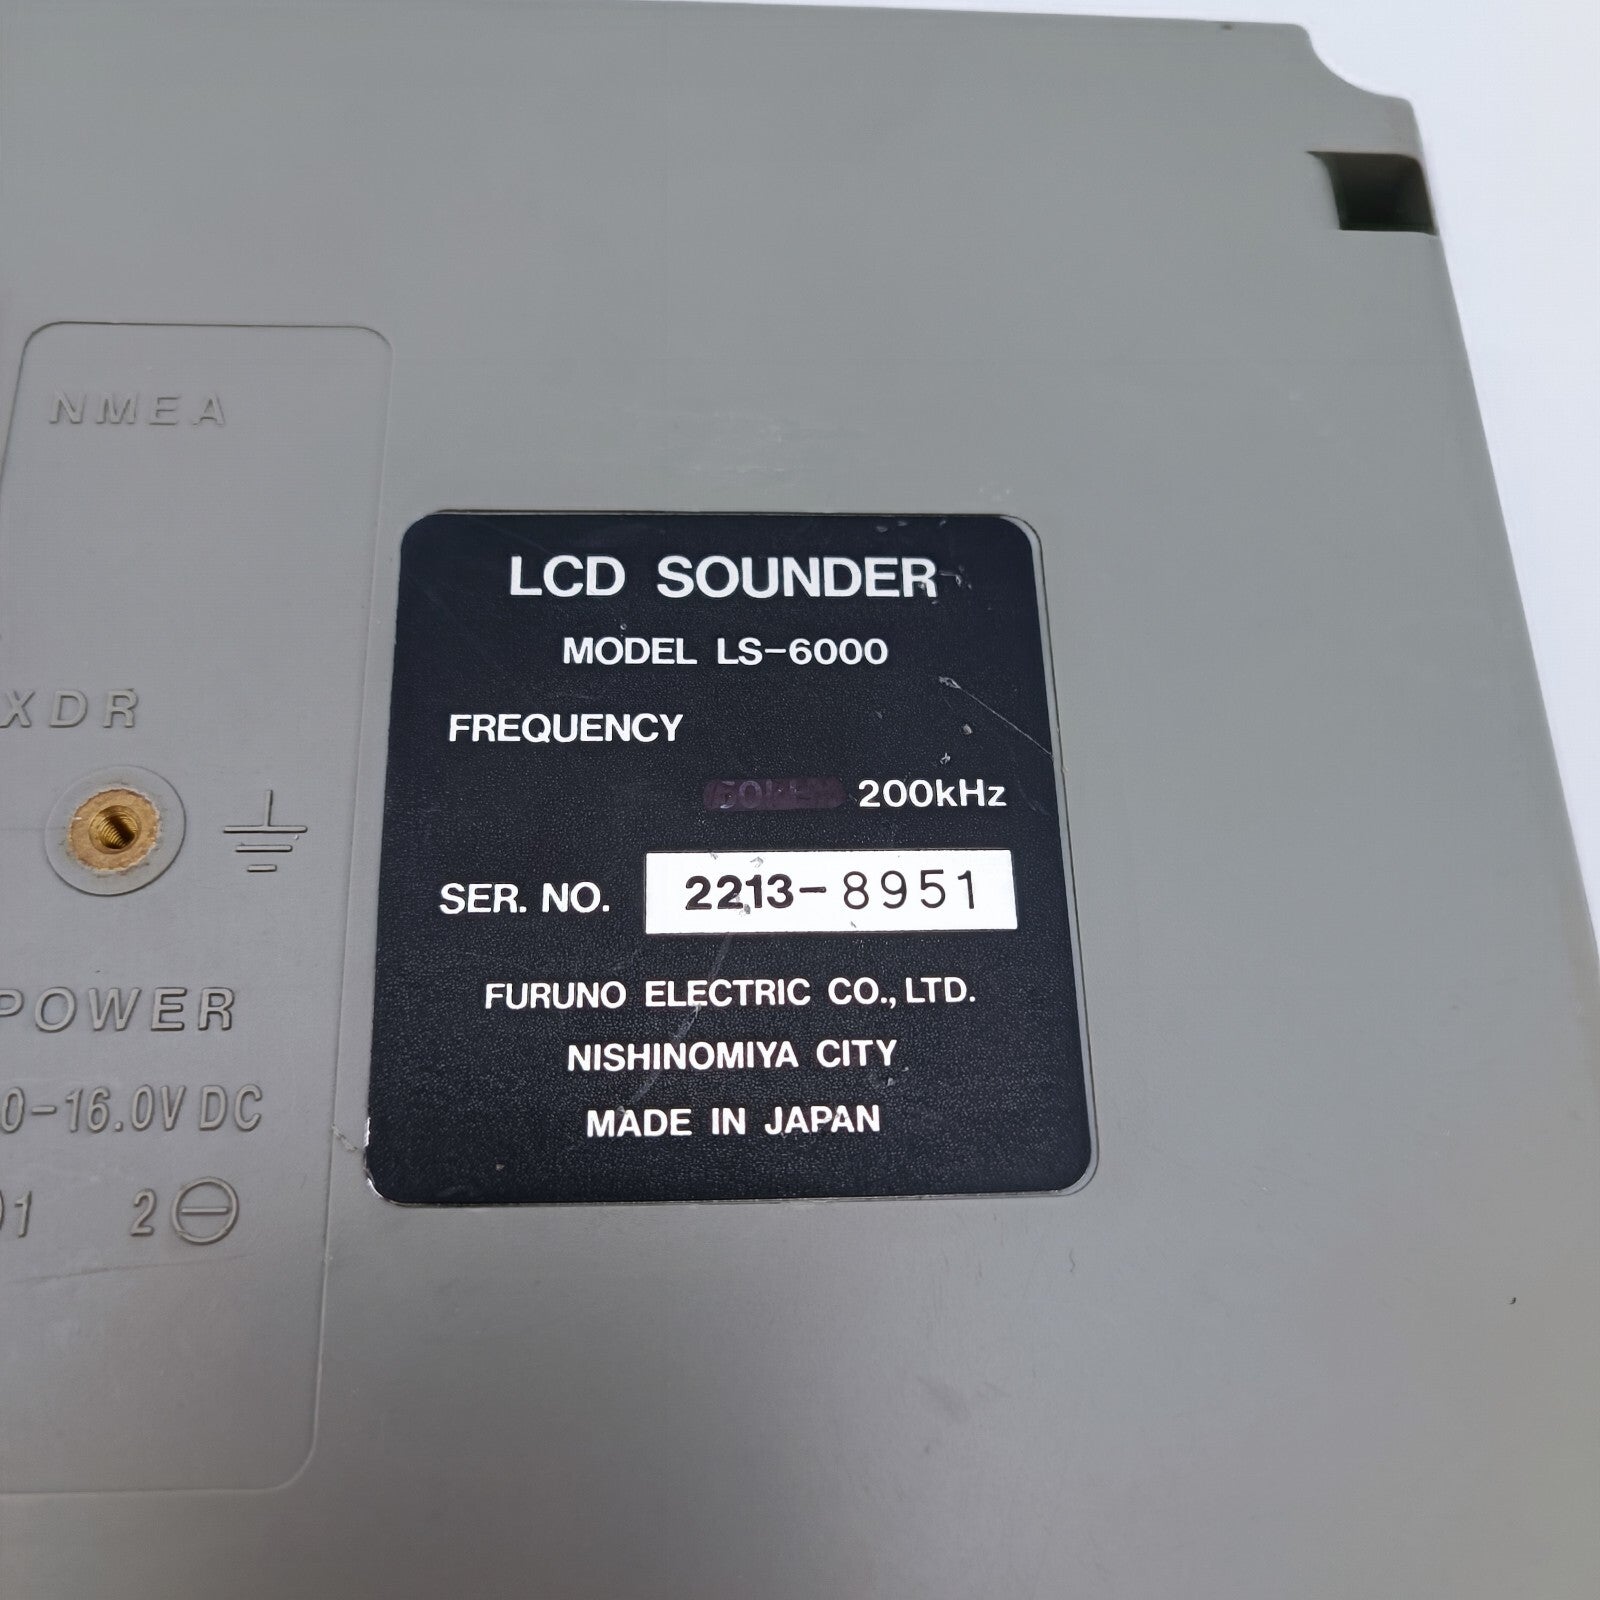 NMEA
XDR
POWER
0-16.0V DC
1 2
LCD SOUNDER
MODEL LS-6000
FREQUENCY
50kHz 200kHz
SER. NO. 2213-8951
FURUNO ELECTRIC CO., LTD.
NISHINOMIYA CITY
MADE IN JAPAN